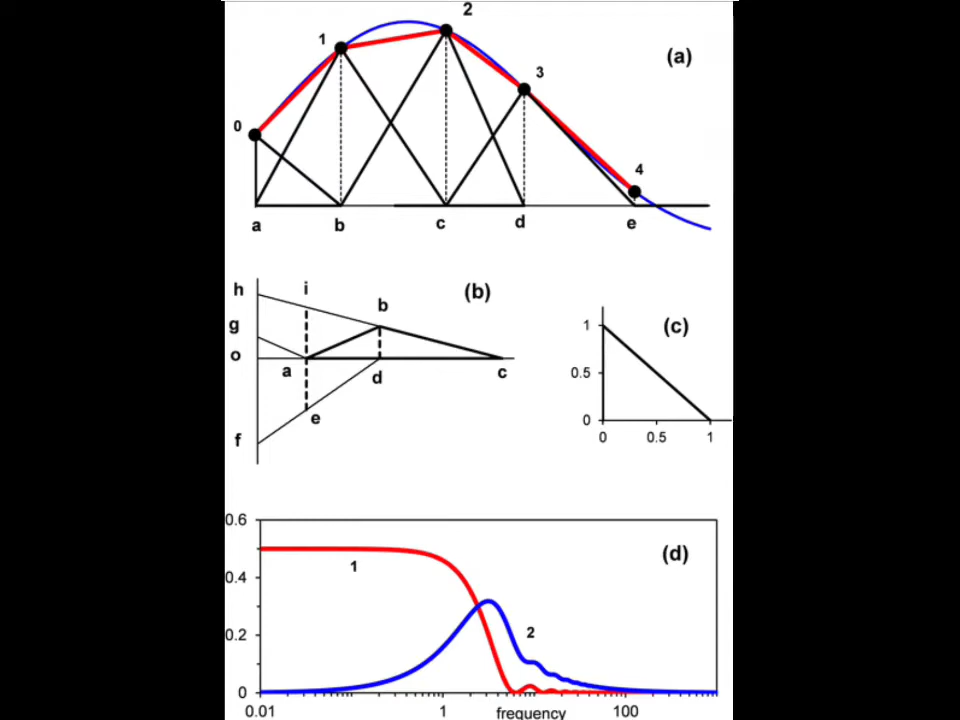 2
1
(a)
3
0
4
a b c d e
h i (b)
b
g
o
a d c
e
f
1 (c)
0.5
0
0 0.5 1
0.6
(d)
1
0.4
2
0.2
0
0.01 1 frequency 100